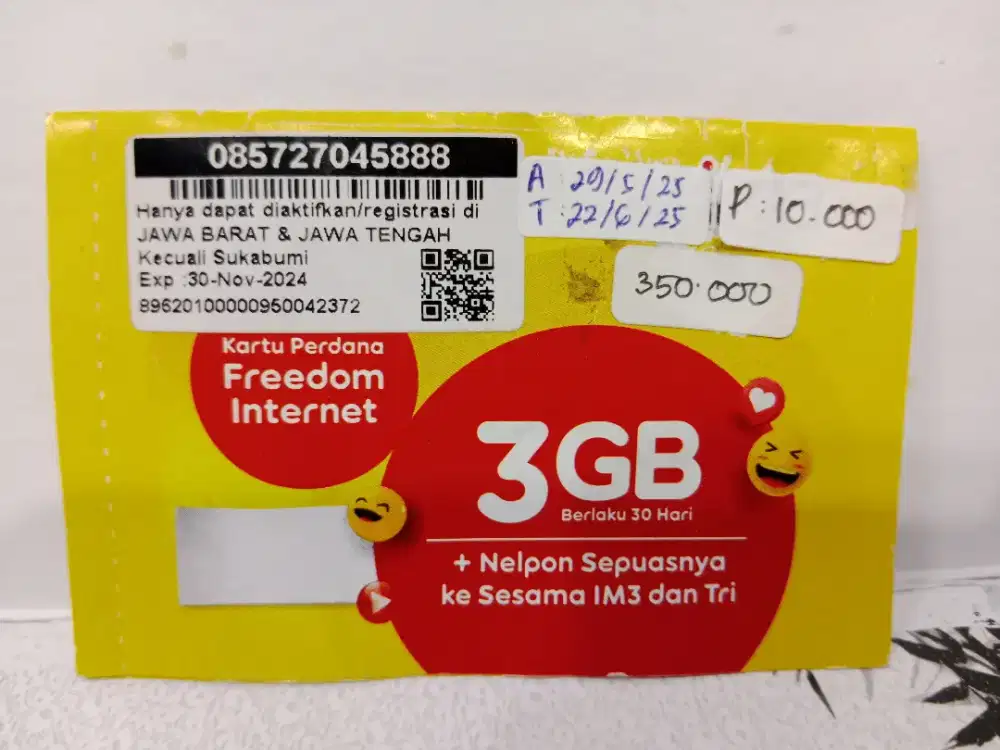 085727045888
Hanya dapat diaktifkan/registrasi di
JAWA BARAT & JAWA TENGAH
Kecuali Sukabumi
Exp :30-Nov-2024
89620100000950042372
A : 29/5/25
T : 22/6/25
P : 10.000
350.000
Kartu Perdana
Freedom
Internet
3GB
Berlaku 30 Hari
+ Nelpon Sepuasnya
ke Sesama IM3 dan Tri